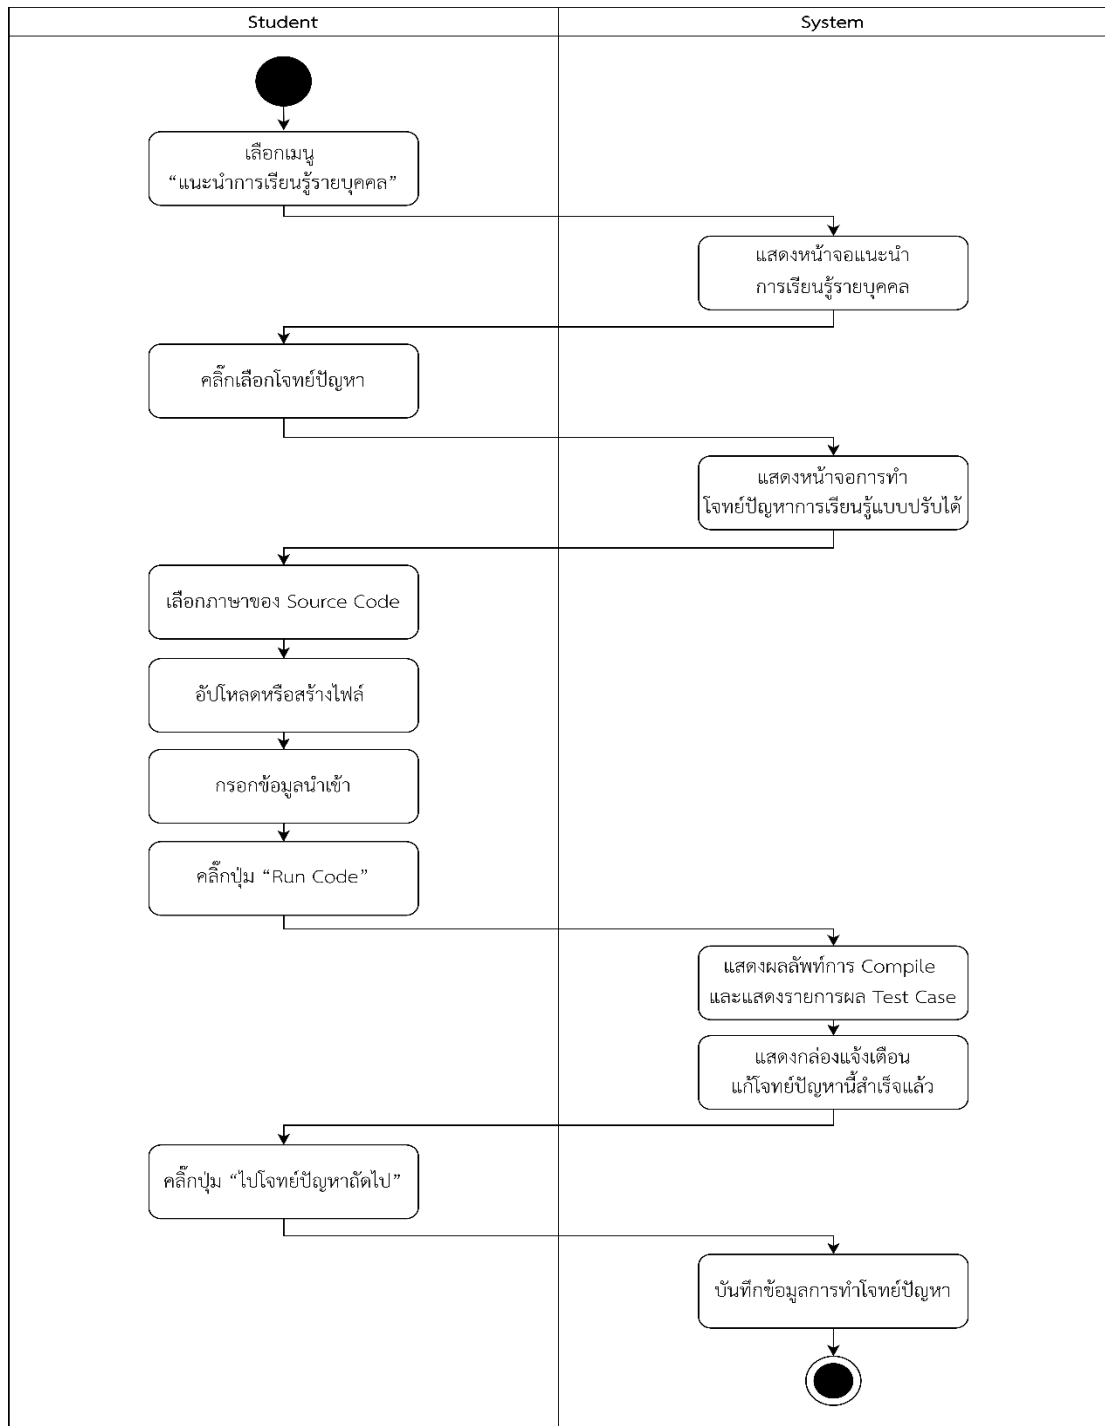 Student
System
เลือกเมนู
“แนะนำการเรียนรู้รายบุคคล”
แสดงหน้าจอแนะนำ
การเรียนรู้รายบุคคล
คลิ๊กเลือกโจทย์ปัญหา
แสดงหน้าจอการทำ
โจทย์ปัญหาการเรียนรู้แบบปรับได้
เลือกภาษาของ Source Code
อัปโหลดหรือสร้างไฟล์
กรอกข้อมูลนำเข้า
คลิ๊กปุ่ม “Run Code”
แสดงผลลัพท์การ Compile
และแสดงรายการผล Test Case
แสดงกล่องแจ้งเตือน
แก้โจทย์ปัญหานี้สำเร็จแล้ว
คลิ๊กปุ่ม “ไปโจทย์ปัญหาถัดไป”
บันทึกข้อมูลการทำโจทย์ปัญหา